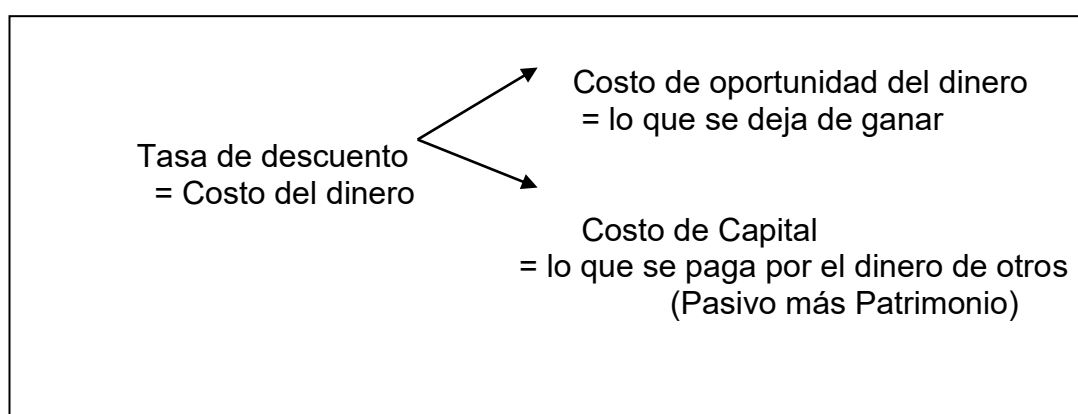 Tasa de descuento
= Costo del dinero
Costo de oportunidad del dinero
= lo que se deja de ganar
Costo de Capital
= lo que se paga por el dinero de otros
(Pasivo más Patrimonio)